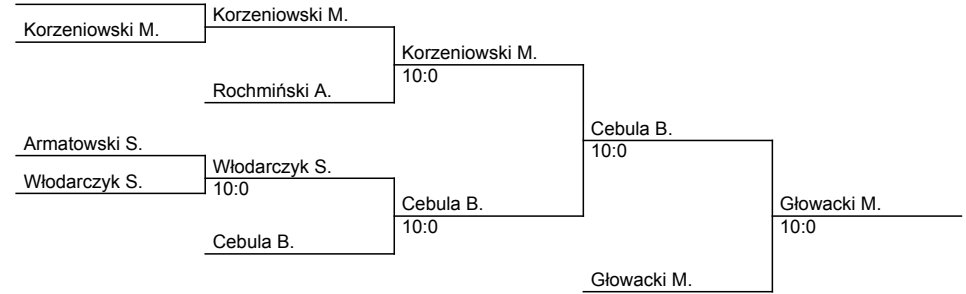 Korzeniowski M.
Korzeniowski M.
Korzeniowski M.
10:0
Rochmiński A.
Cebula B.
10:0
Armatowski S.
Włodarczyk S.
10:0
Włodarczyk S.
Cebula B.
10:0
Głowacki M.
10:0
Cebula B.
Głowacki M.